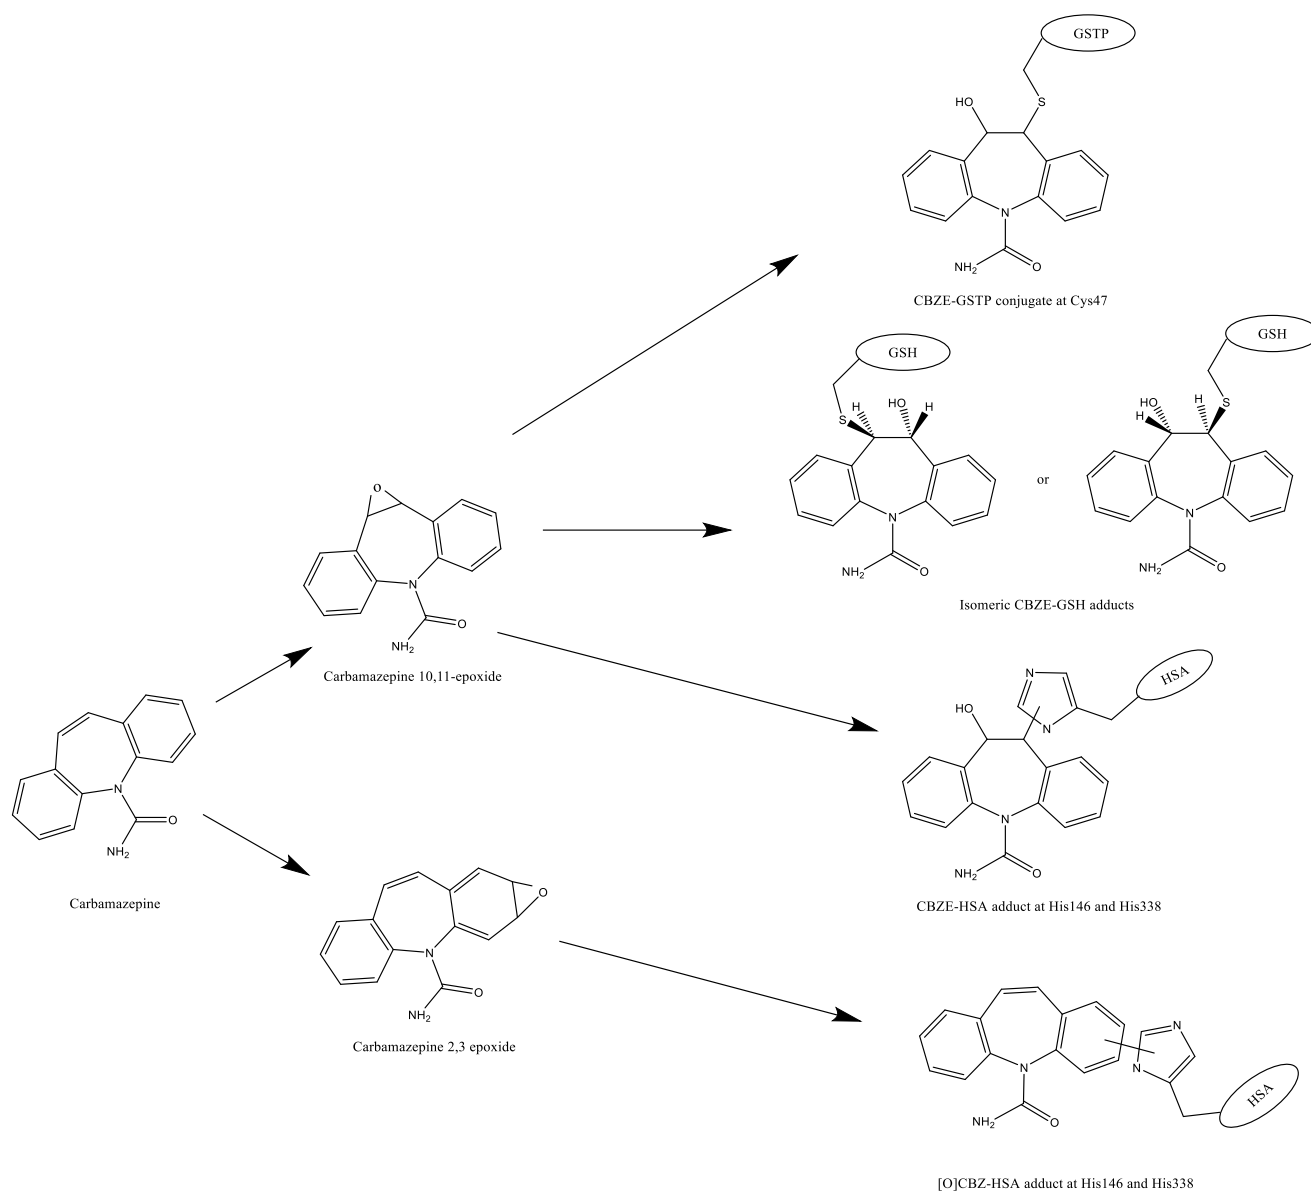 GSTP
HO
S
N
NH2
O
CBZE-GSTP conjugate at Cys47
GSH
GSH
S
H
HO
H
HO
H
H
S
or
N
NH2
O
N
NH2
O
Isomeric CBZE-GSH adducts
O
N
O
NH2
Carbamazepine 10,11-epoxide
N
HSA
HO
N
N
NH2
O
CBZE-HSA adduct at His146 and His338
N
O
NH2
Carbamazepine
O
N
O
NH2
Carbamazepine 2,3 epoxide
N
N
N
HSA
NH2
O
[O]CBZ-HSA adduct at His146 and His338